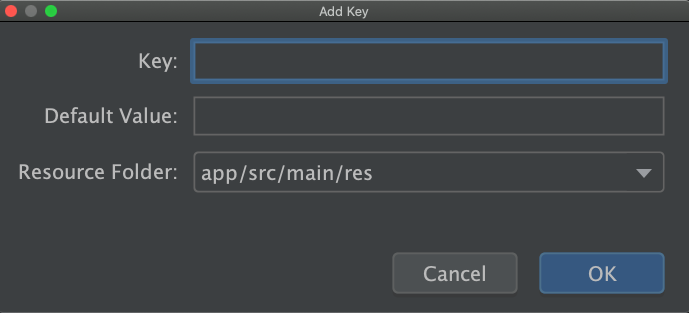 Add Key
Key:
Default Value:
Resource Folder: app/src/main/res
Cancel OK